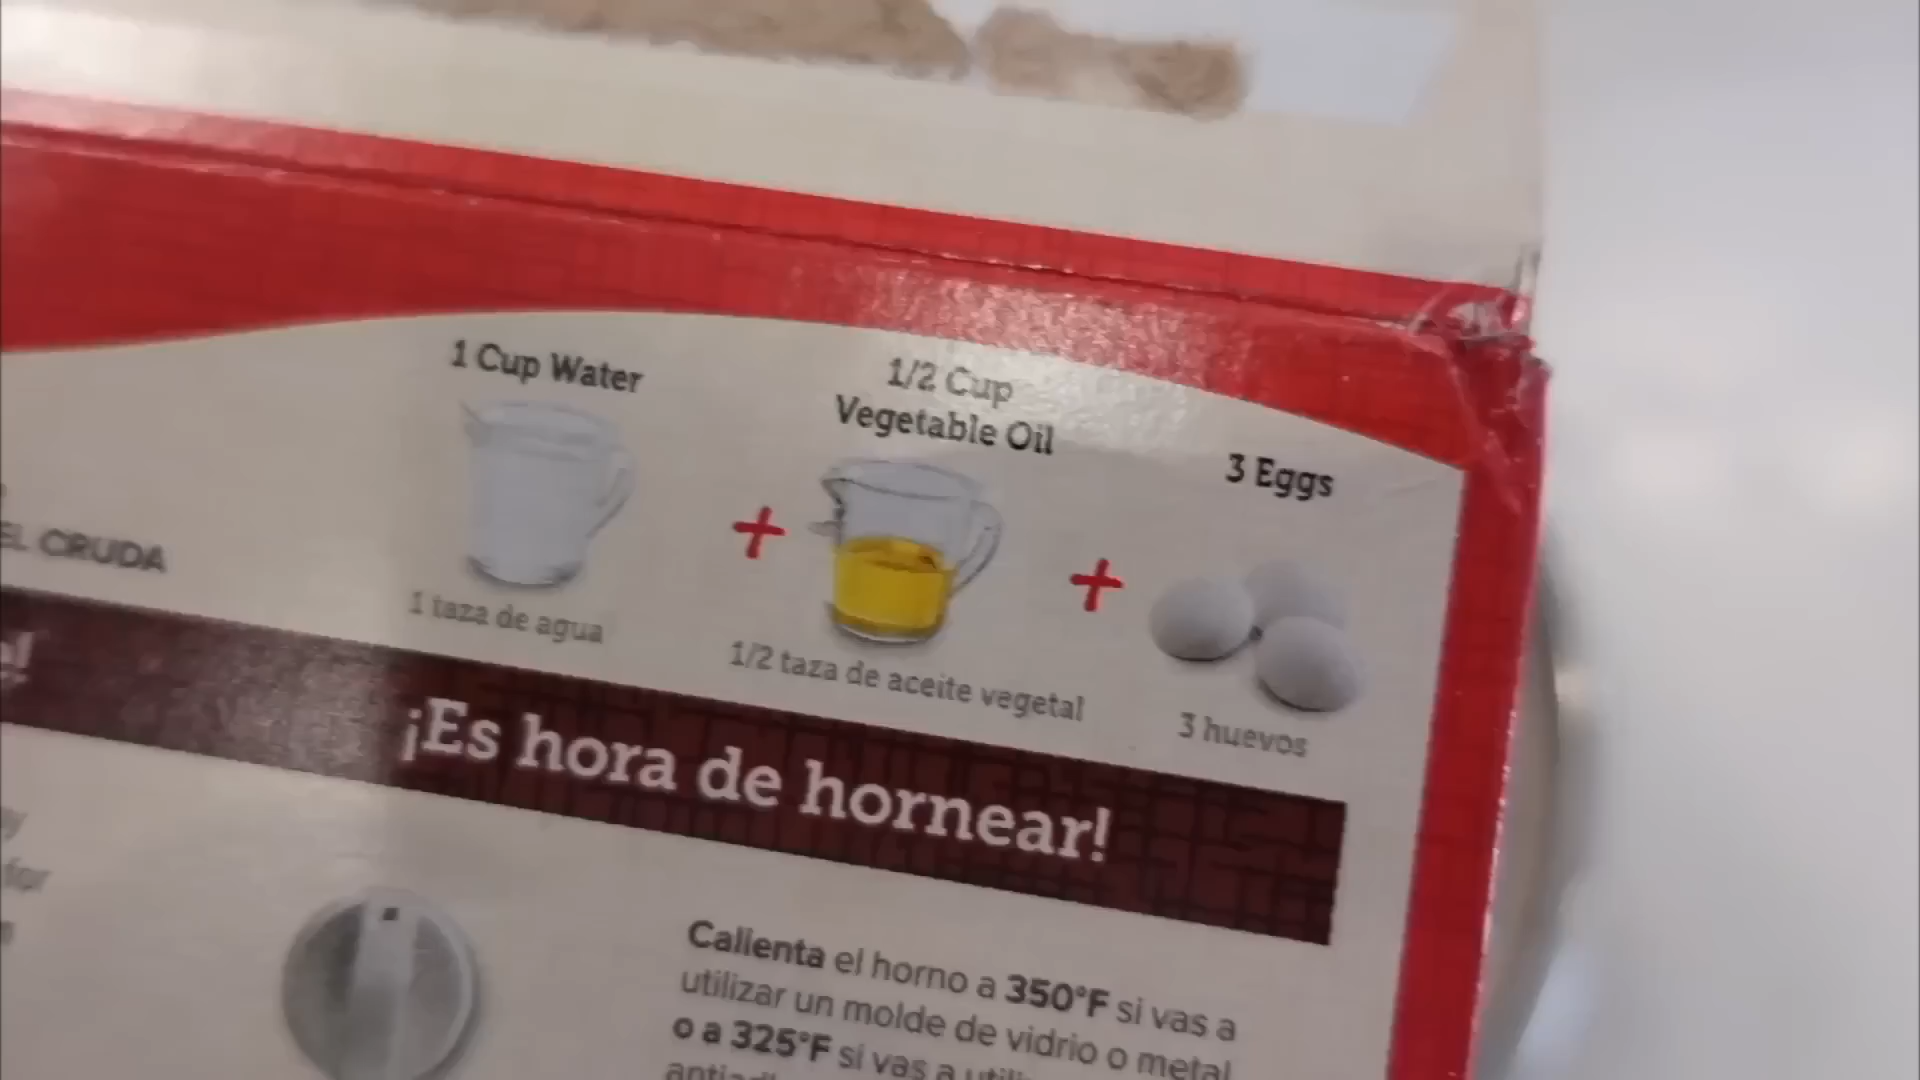 1 Cup Water
1/2 Cup
Vegetable Oil
3 Eggs
CRUDA
1 taza de agua
1/2 taza de aceite vegetal
3 huevos
¡Es hora de hornear!
Calienta el horno a 350°F si vas a
utilizar un molde de vidrio o metal
o a 325°F si vas a